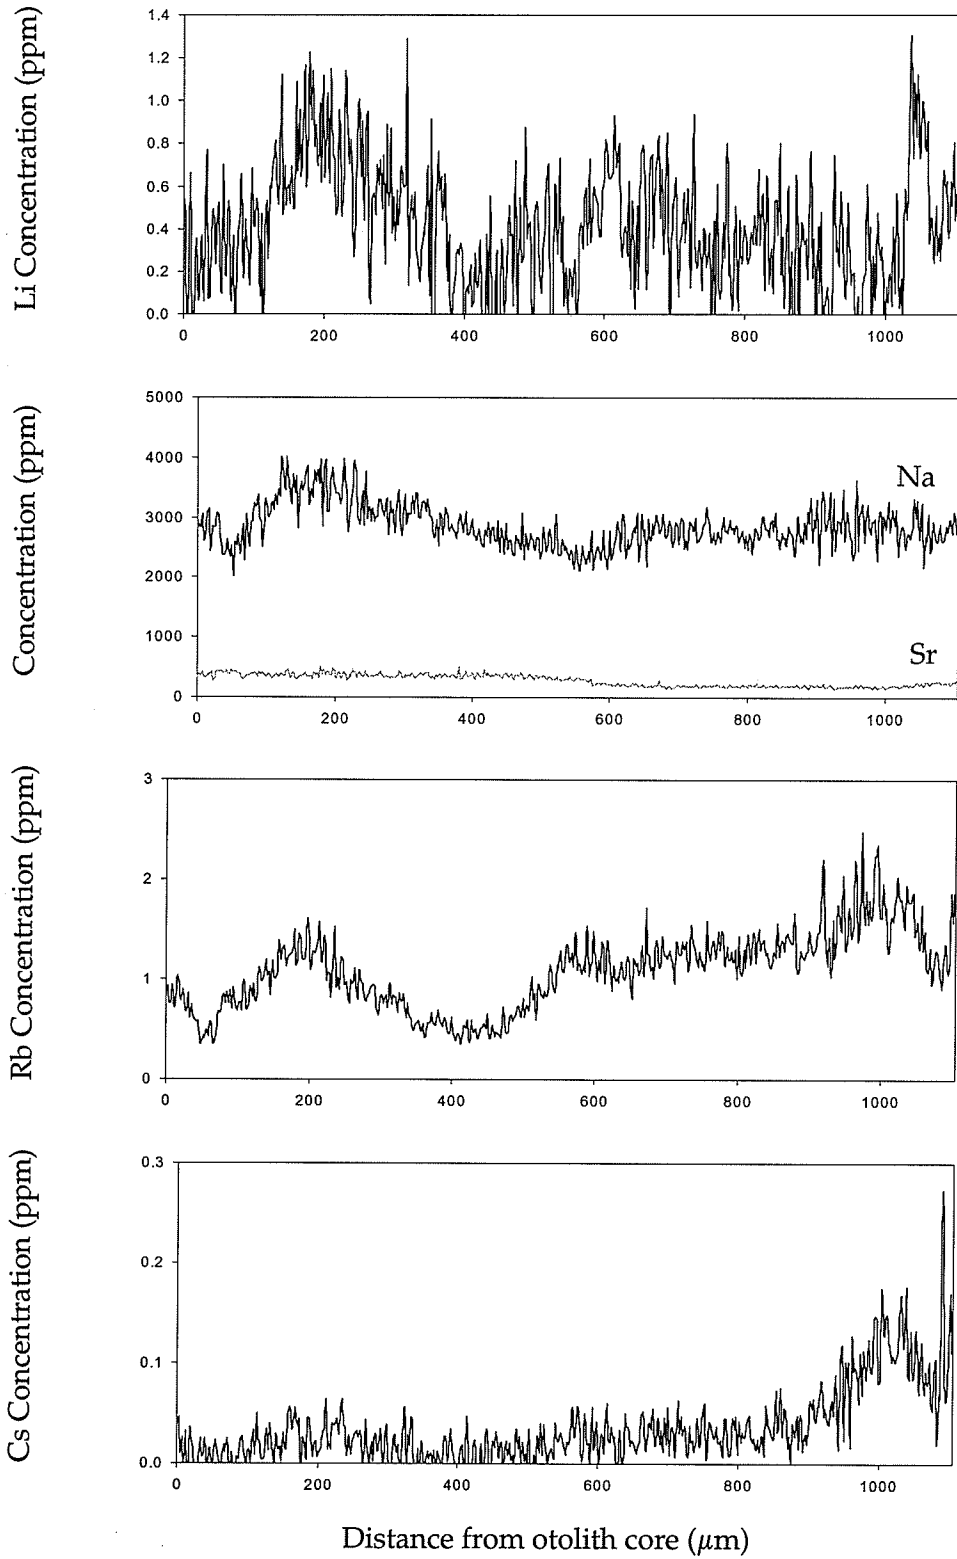 Li Concentration (ppm)
1.4
1.2
1.0
0.8
0.6
0.4
0.2
0.0
0 200 400 600 800 1000
Concentration (ppm)
5000
4000
3000
2000
1000
0
Na
Sr
0 200 400 600 800 1000
Rb Concentration (ppm)
3
2
1
0
0 200 400 600 800 1000
Cs Concentration (ppm)
0.3
0.2
0.1
0.0
0 200 400 600 800 1000
Distance from otolith core (μm)